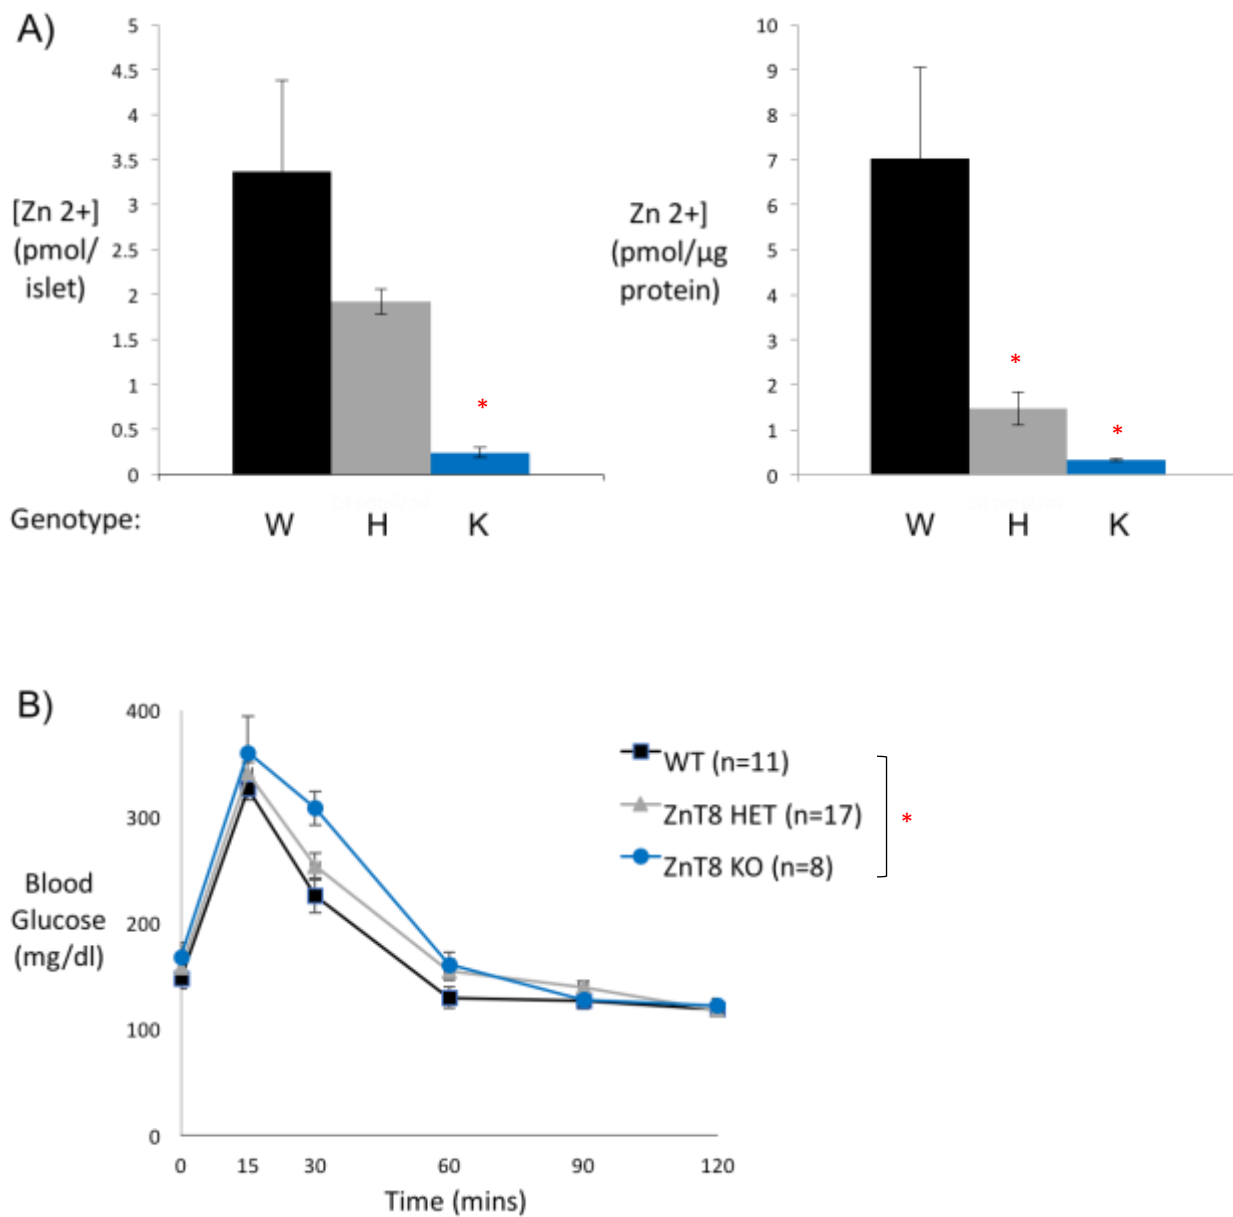 A)
5
4.5
4
3.5
3
2.5
2
1.5
1
0.5
0
[Zn 2+]
(pmol/
islet)
*
10
9
8
7
6
5
4
3
2
1
0
Zn 2+]
(pmol/µg
protein)
*
*
Genotype:
W H K
W H K
B)
400
300
200
100
0
Blood
Glucose
(mg/dl)
WT (n=11)
ZnT8 HET (n=17)
ZnT8 KO (n=8)
*
0 15 30 60 90 120
Time (mins)